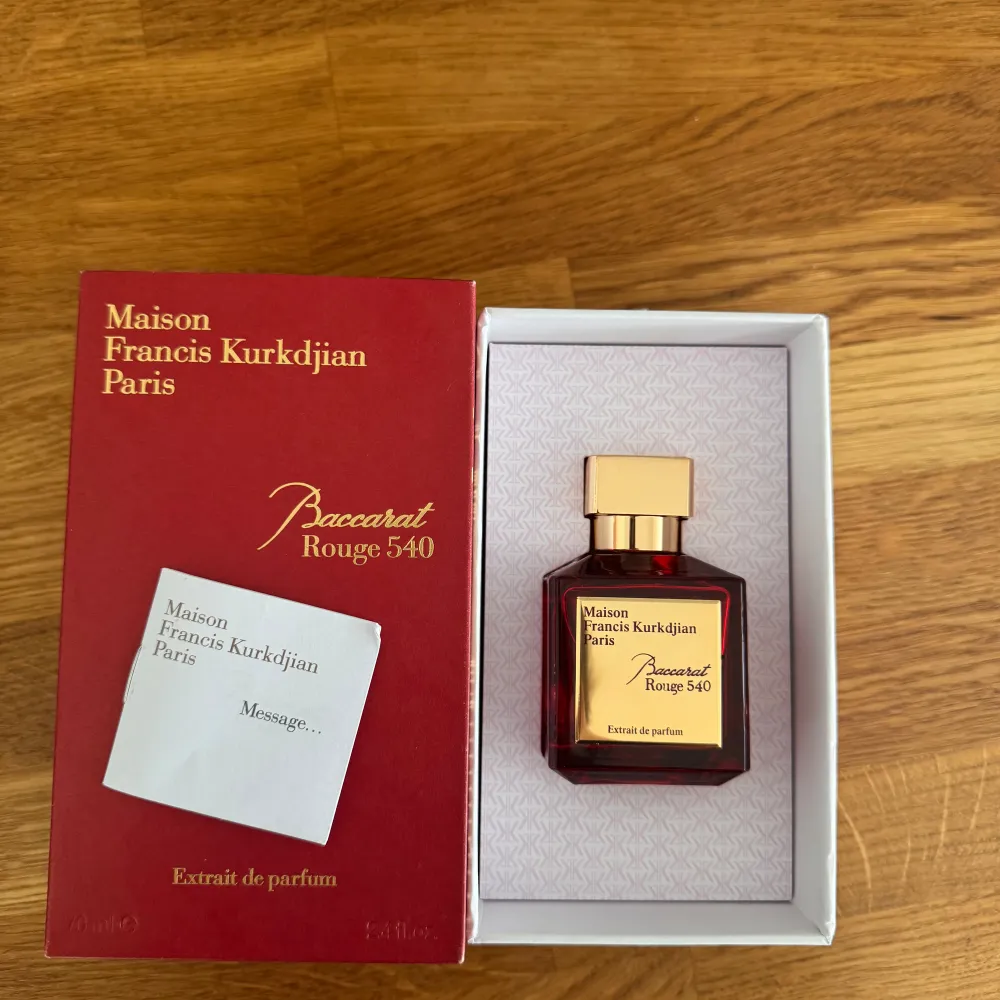 Maison
Francis Kurkdjian
Paris
Baccarat
Rouge 540
Maison
Francis Kurkdjian
Paris
Message...
Extrait de parfum
Maison
Francis Kurkdjian
Paris
Baccarat
Rouge 540
Extrait de parfum